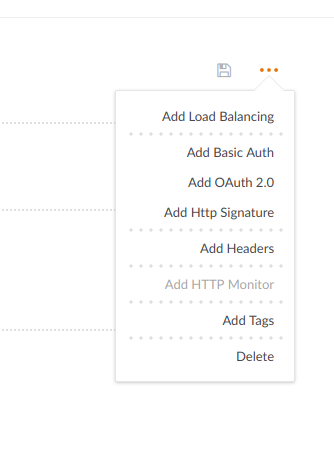 Add Load Balancing
Add Basic Auth
Add OAuth 2.0
Add Http Signature
Add Headers
Add HTTP Monitor
Add Tags
Delete